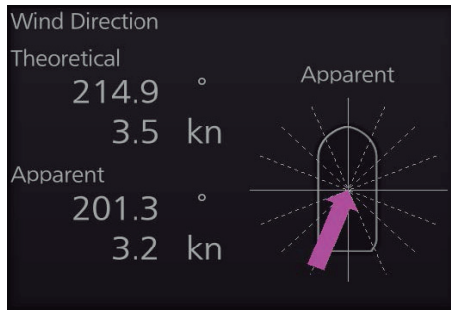 Wind Direction
Theoretical
214.9 °
3.5 kn
Apparent
201.3 °
3.2 kn
Apparent